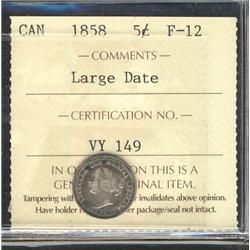 CAN 1858 5¢ F-12
COMMENTS
Large Date
CERTIFICATION NO.
VY 149
IN O ON THIS IS A
GEN INAL ITEM.
Tampering with invalidates above opinion.
Have holder r er package/seal not intact.